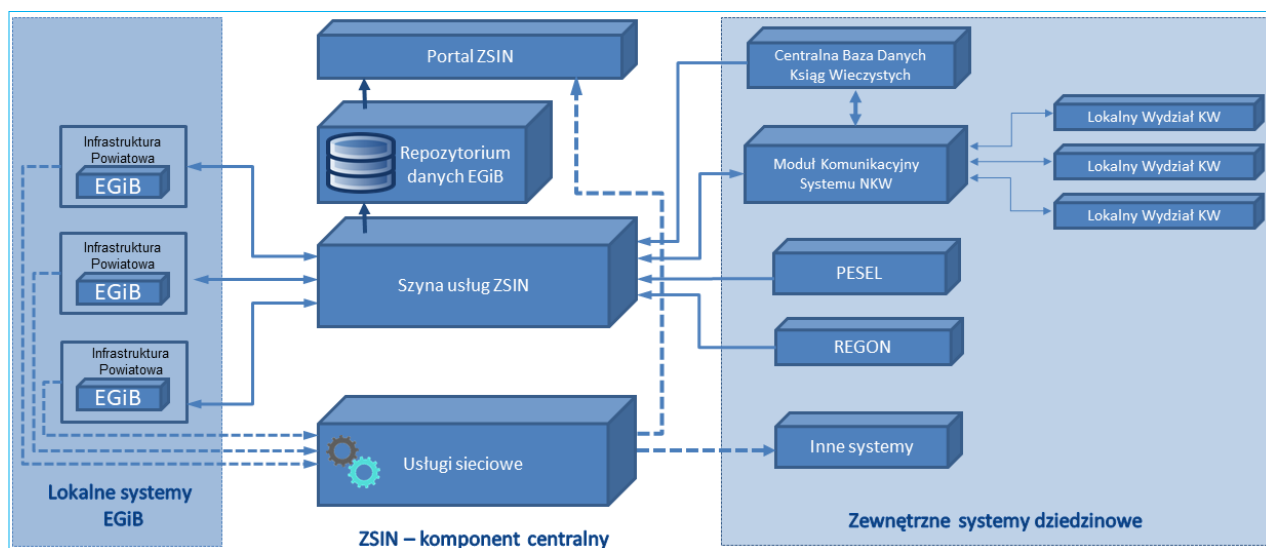 Infrastruktura
Powiatowa
EGiB
Infrastruktura
Powiatowa
EGiB
Infrastruktura
Powiatowa
EGiB
Lokalne systemy
EGiB
Portal ZSIN
Repozytorium
danych EGiB
Szyna usług ZSIN
Usługi sieciowe
ZSIN – komponent centralny
Centralna Baza Danych
Ksiąg Wieczystych
Moduł Komunikacyjny
Systemu NKW
Lokalny Wydział KW
Lokalny Wydział KW
Lokalny Wydział KW
PESEL
REGON
Inne systemy
Zewnętrzne systemy dziedzinowe